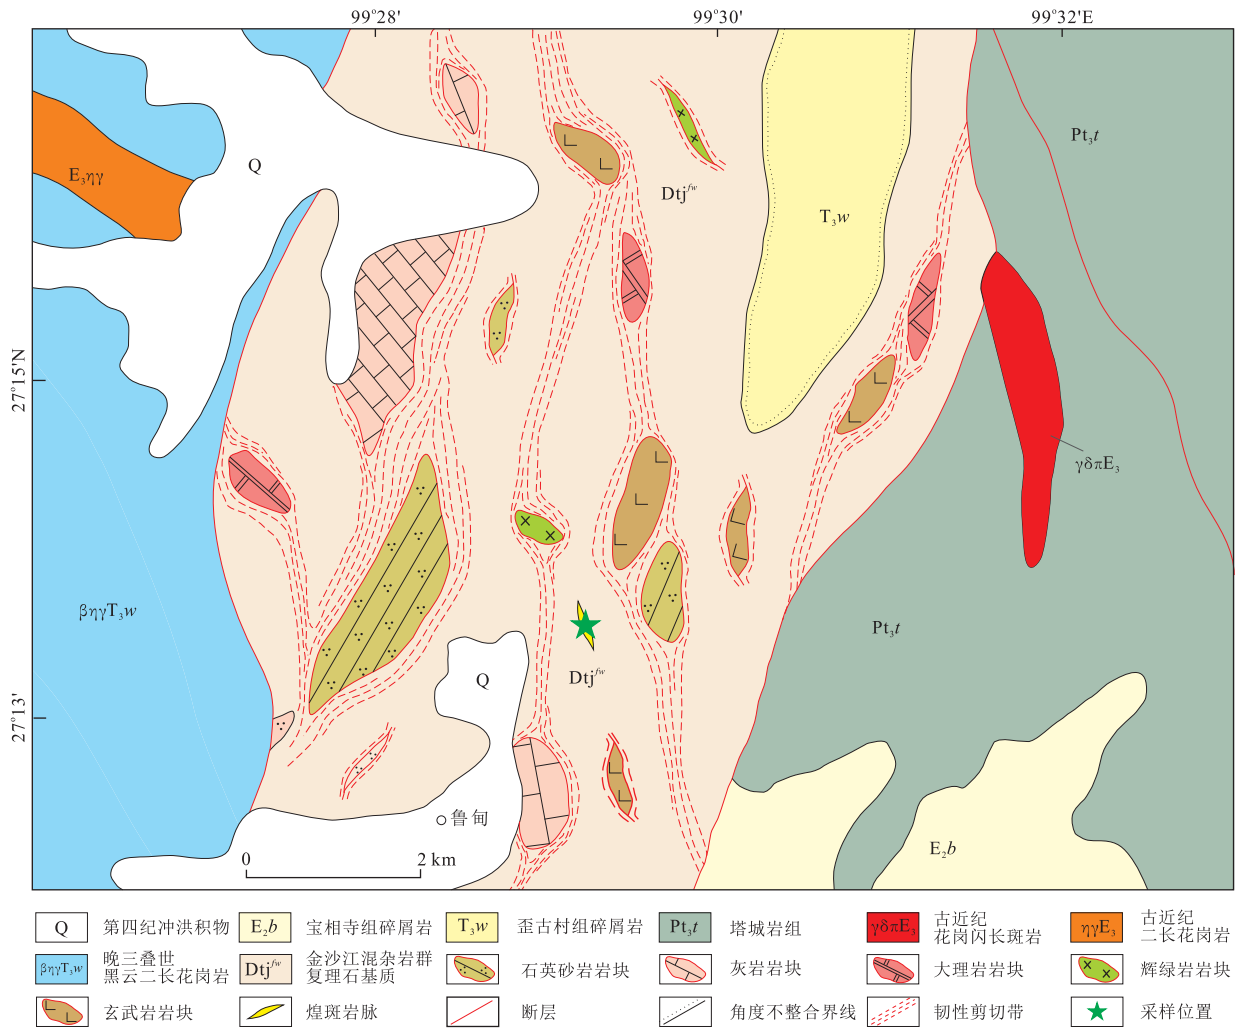 99°28′
99°30′
99°32′E
Pt₃t
Q
E₃ηγ
Dtjᶠʷ
T₃w
27°15′N
γδπE₃
βηγT₃w
Pt₃t
Q
Dtjᶠʷ
27°13′
鲁甸
E₂b
0
2 km
Q
第四纪冲洪积物
E₂b
宝相寺组碎屑岩
T₃w
歪古村组碎屑岩
Pt₃t
塔城岩组
γδπE₃
古近纪
花岗闪长斑岩
ηγE₃
古近纪
二长花岗岩
βηγT₃w
晚三叠世
黑云二长花岗岩
Dtjᶠʷ
金沙江混杂岩群
复理石基质
石英砂岩岩块
灰岩岩块
大理岩岩块
辉绿岩岩块
玄武岩岩块
煌斑岩脉
断层
角度不整合界线
韧性剪切带
采样位置